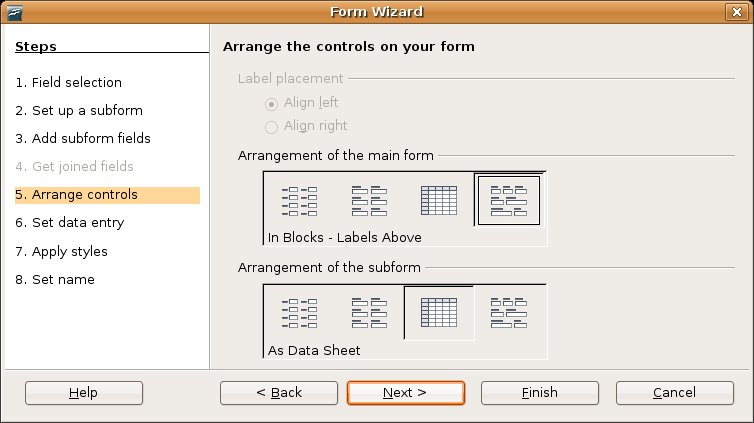 Form Wizard
Steps
1. Field selection
2. Set up a subform
3. Add subform fields
4. Get joined fields
5. Arrange controls
6. Set data entry
7. Apply styles
8. Set name
Arrange the controls on your form
Label placement
Align left
Align right
Arrangement of the main form
In Blocks - Labels Above
Arrangement of the subform
As Data Sheet
Help
< Back
Next >
Finish
Cancel